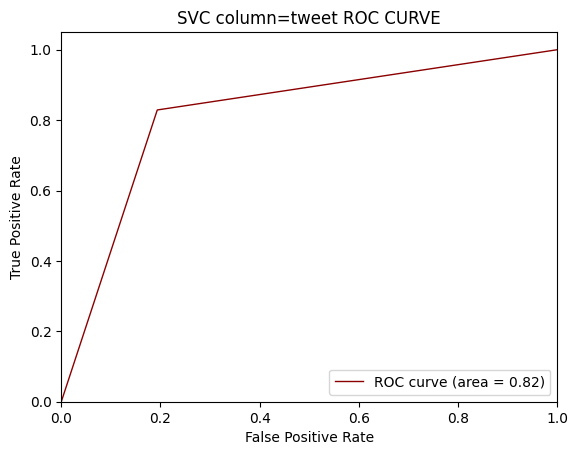 SVC column=tweet ROC CURVE
1.0
0.8
0.6
0.4
0.2
0.0
True Positive Rate
ROC curve (area = 0.82)
0.0 0.2 0.4 0.6 0.8 1.0
False Positive Rate